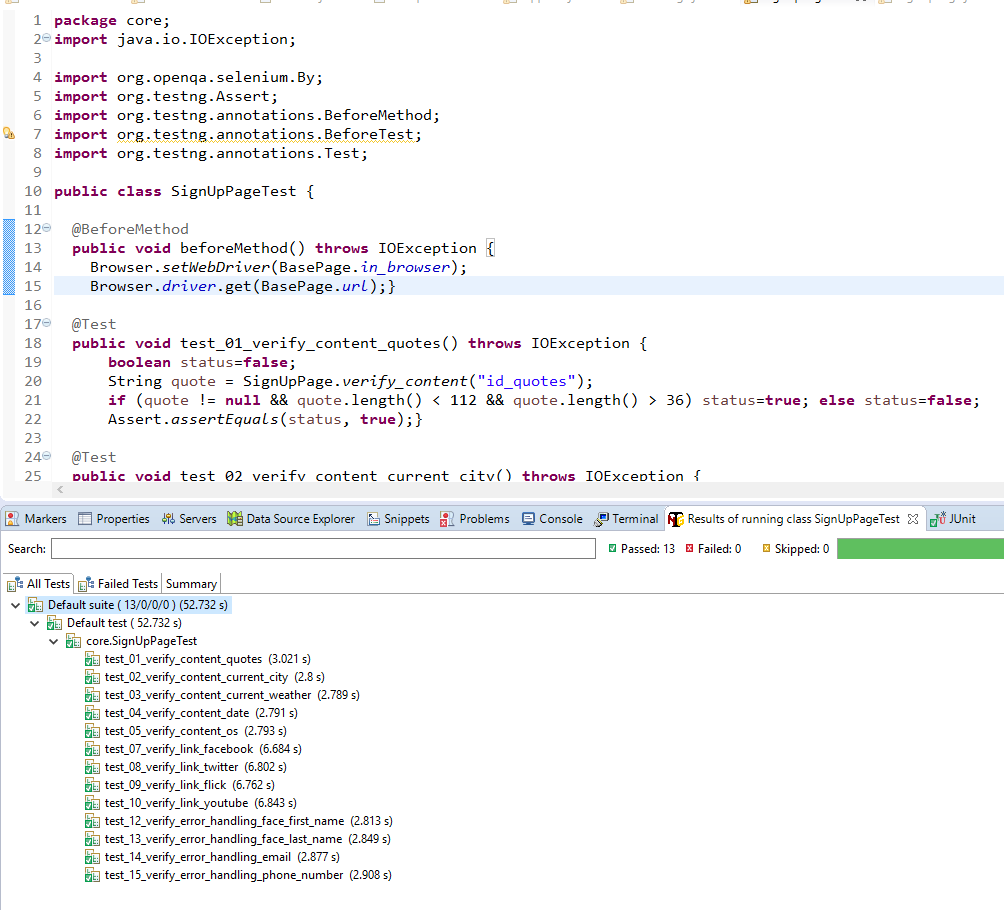 1 package core;
2 import java.io.IOException;
3
4 import org.openqa.selenium.By;
5 import org.testng.Assert;
6 import org.testng.annotations.BeforeMethod;
7 import org.testng.annotations.BeforeTest;
8 import org.testng.annotations.Test;
9
10 public class SignUpPageTest {
11
12 @BeforeMethod
13 public void beforeMethod() throws IOException {
14 Browser.setWebDriver(BasePage.in_browser);
15 Browser.driver.get(BasePage.url);}
16
17 @Test
18 public void test_01_verify_content_quotes() throws IOException {
19 boolean status=false;
20 String quote = SignUpPage.verify_content("id_quotes");
21 if (quote != null && quote.length() < 112 && quote.length() > 36) status=true; else status=false;
22 Assert.assertEquals(status, true);}
23
24 @Test
25 public void test_02_verify_content_current_city() throws IOException {
Markers Properties Servers Data Source Explorer Snippets Problems Console Terminal Results of running class SignUpPageTest JUnit
Search: Passed: 13 Failed: 0 Skipped: 0
All Tests Failed Tests Summary
Default suite ( 13/0/0/0 ) (52.732 s)
Default test ( 52.732 s)
core.SignUpPageTest
test_01_verify_content_quotes (3.021 s)
test_02_verify_content_current_city (2.8 s)
test_03_verify_content_current_weather (2.789 s)
test_04_verify_content_date (2.791 s)
test_05_verify_content_os (2.793 s)
test_07_verify_link_facebook (6.684 s)
test_08_verify_link_twitter (6.802 s)
test_09_verify_link_flick (6.762 s)
test_10_verify_link_youtube (6.843 s)
test_12_verify_error_handling_face_first_name (2.813 s)
test_13_verify_error_handling_face_last_name (2.849 s)
test_14_verify_error_handling_email (2.877 s)
test_15_verify_error_handling_phone_number (2.908 s)